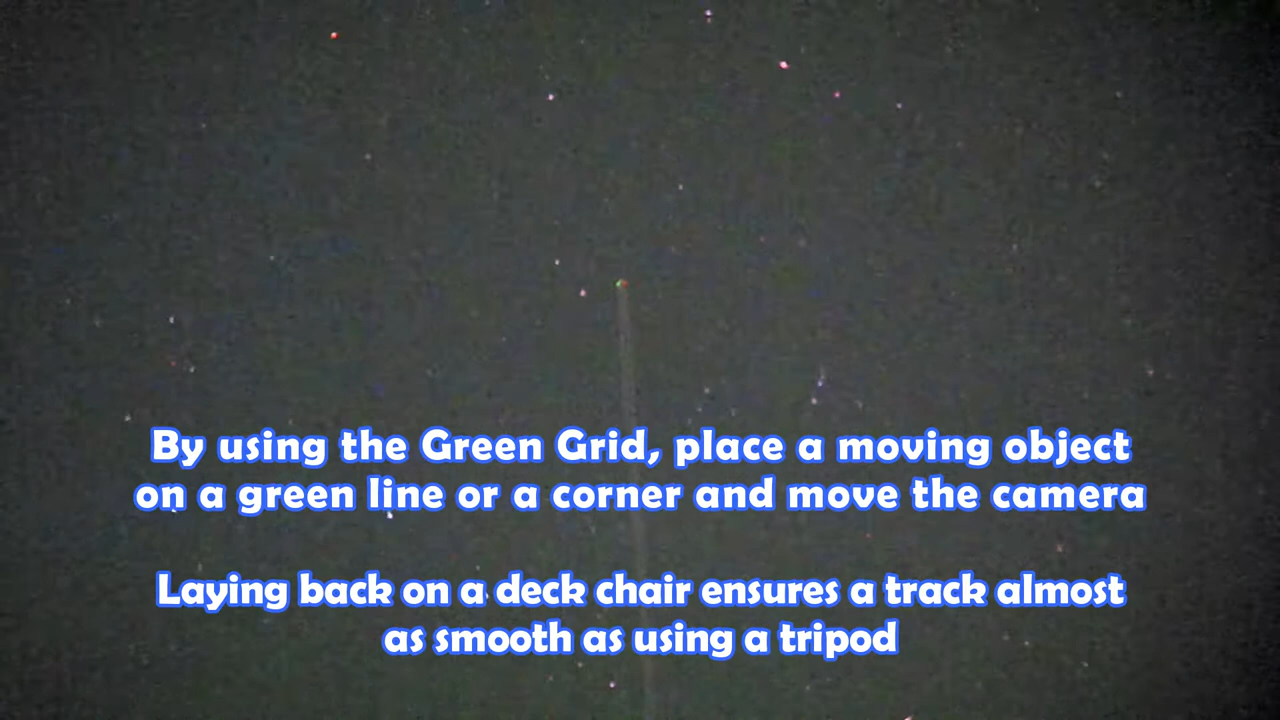 By using the Green Grid, place a moving object
on a green line or a corner and move the camera
Laying back on a deck chair ensures a track almost
as smooth as using a tripod